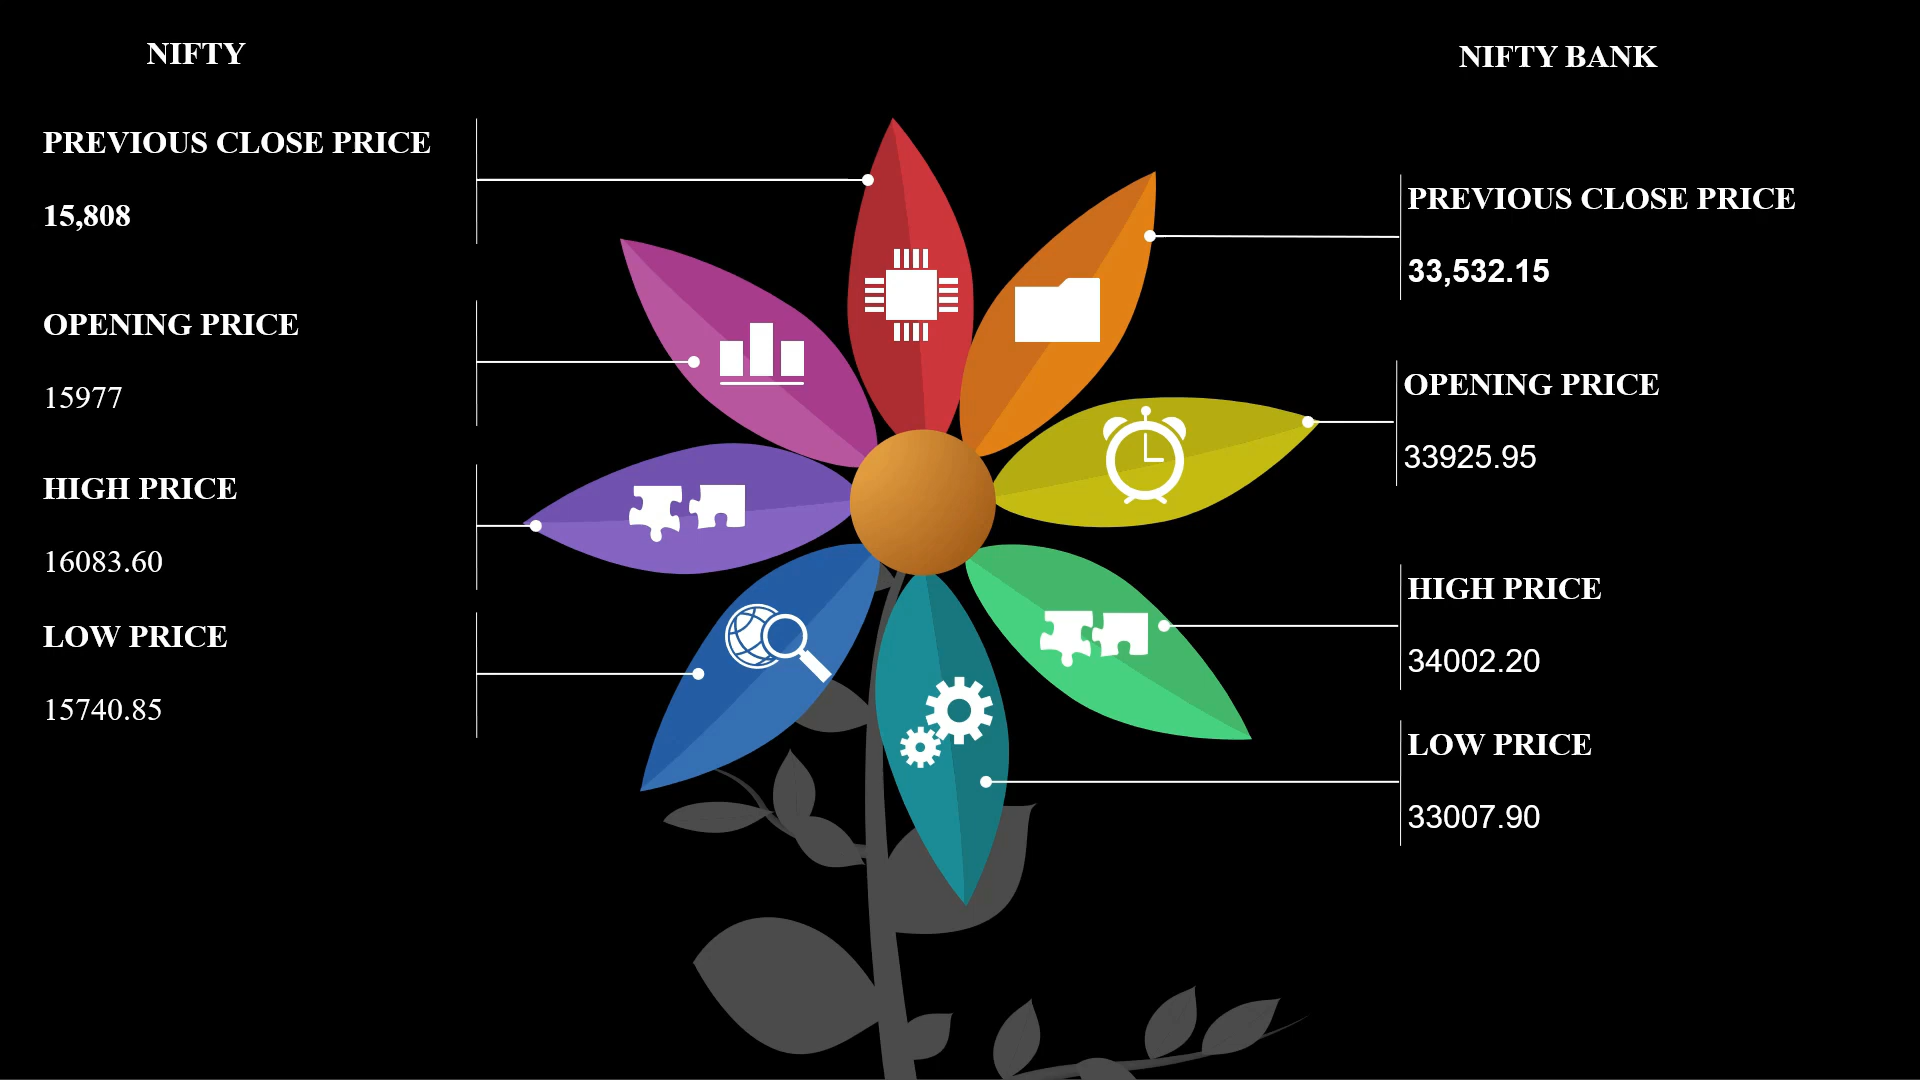 NIFTY
PREVIOUS CLOSE PRICE
15,808
OPENING PRICE
15977
HIGH PRICE
16083.60
LOW PRICE
15740.85
NIFTY BANK
PREVIOUS CLOSE PRICE
33,532.15
OPENING PRICE
33925.95
HIGH PRICE
34002.20
LOW PRICE
33007.90